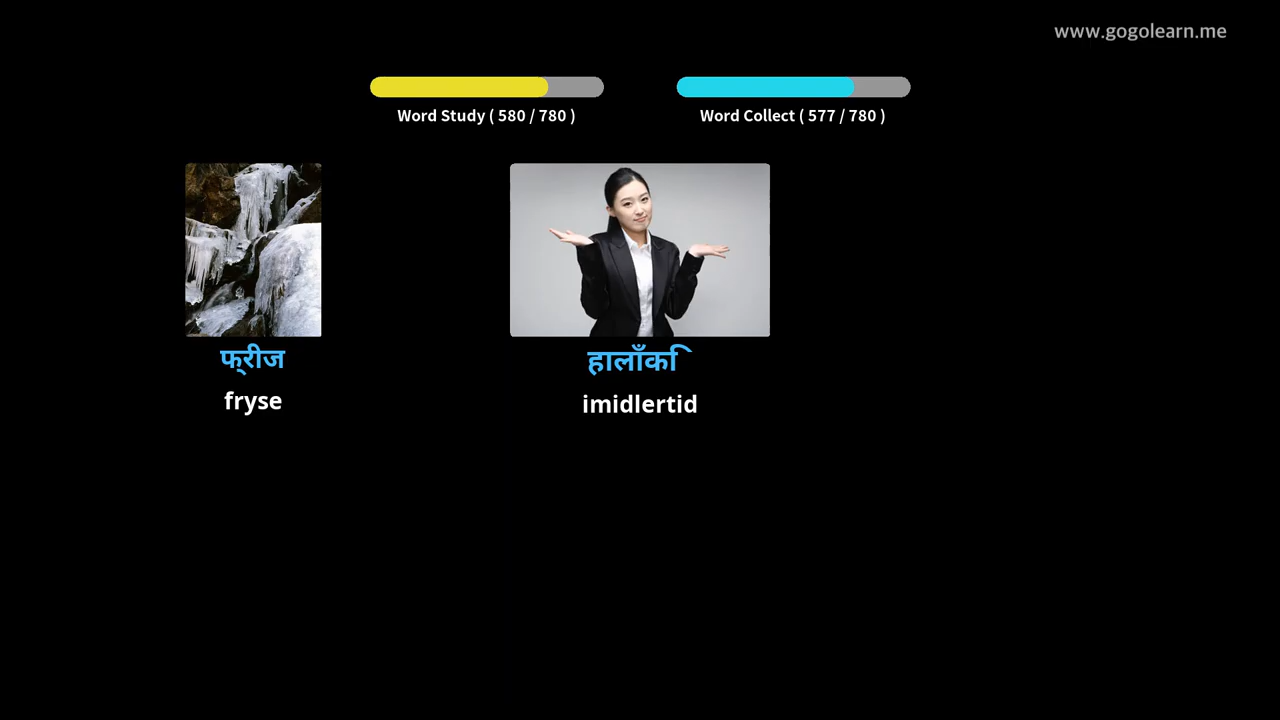 www.gogolearn.me
Word Study ( 580 / 780 )
Word Collect ( 577 / 780 )
फ्रीज
fryse
हालाँकि
imidlertid